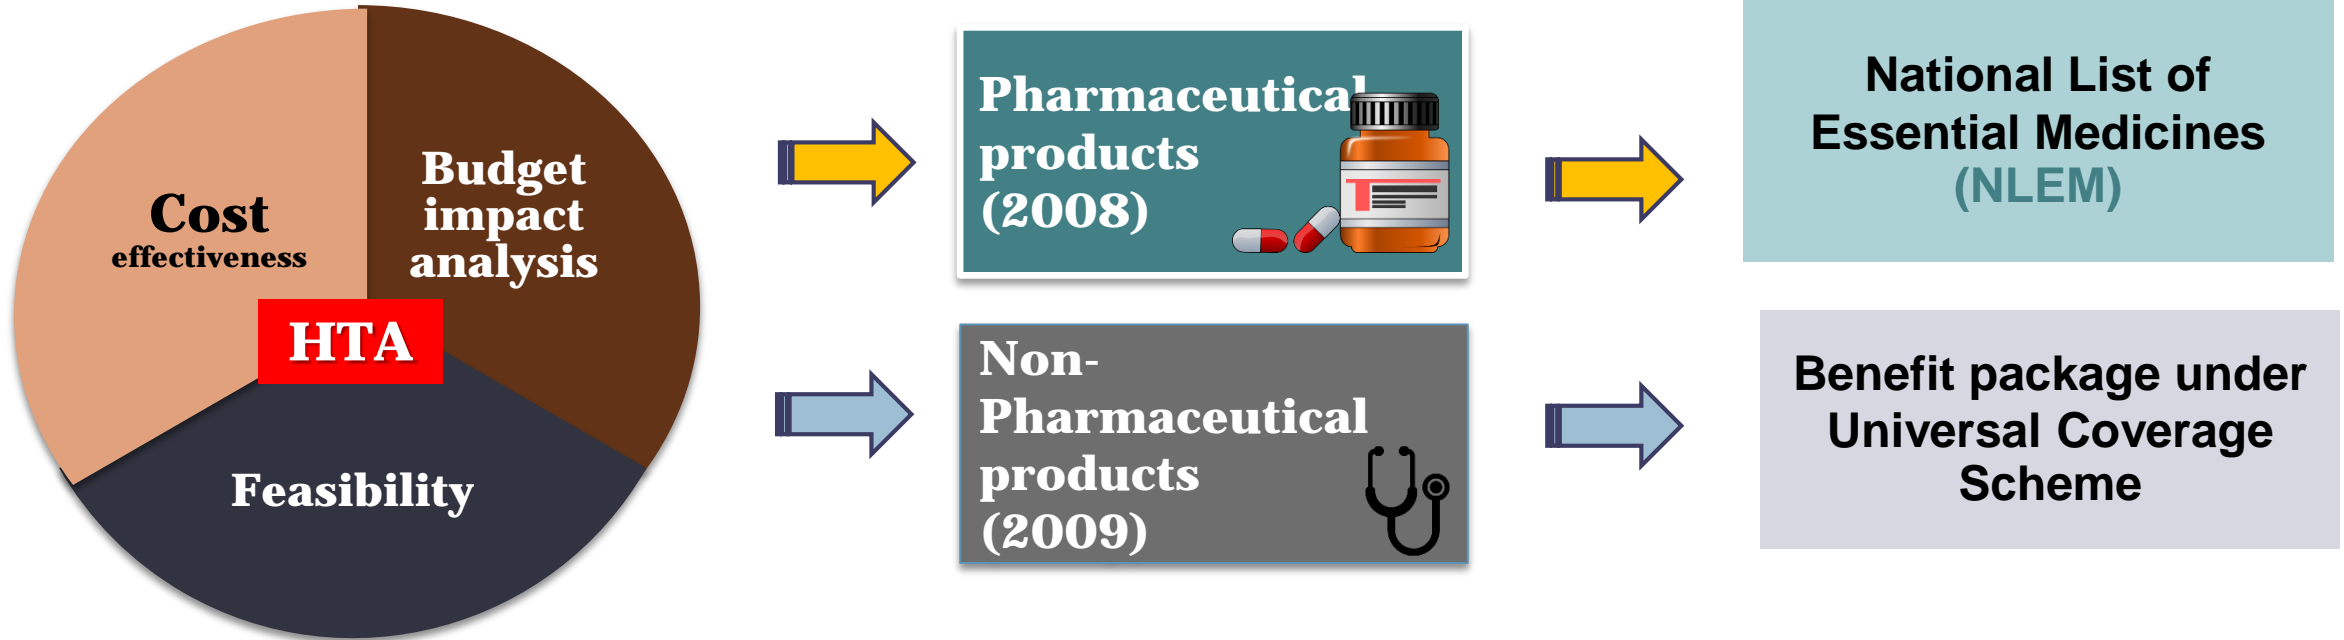 Cost
effectiveness
Budget
impact
analysis
HTA
Feasibility
Pharmaceutical
products
(2008)
National List of
Essential Medicines
(NLEM)
Non-
Pharmaceutical
products
(2009)
Benefit package under
Universal Coverage
Scheme